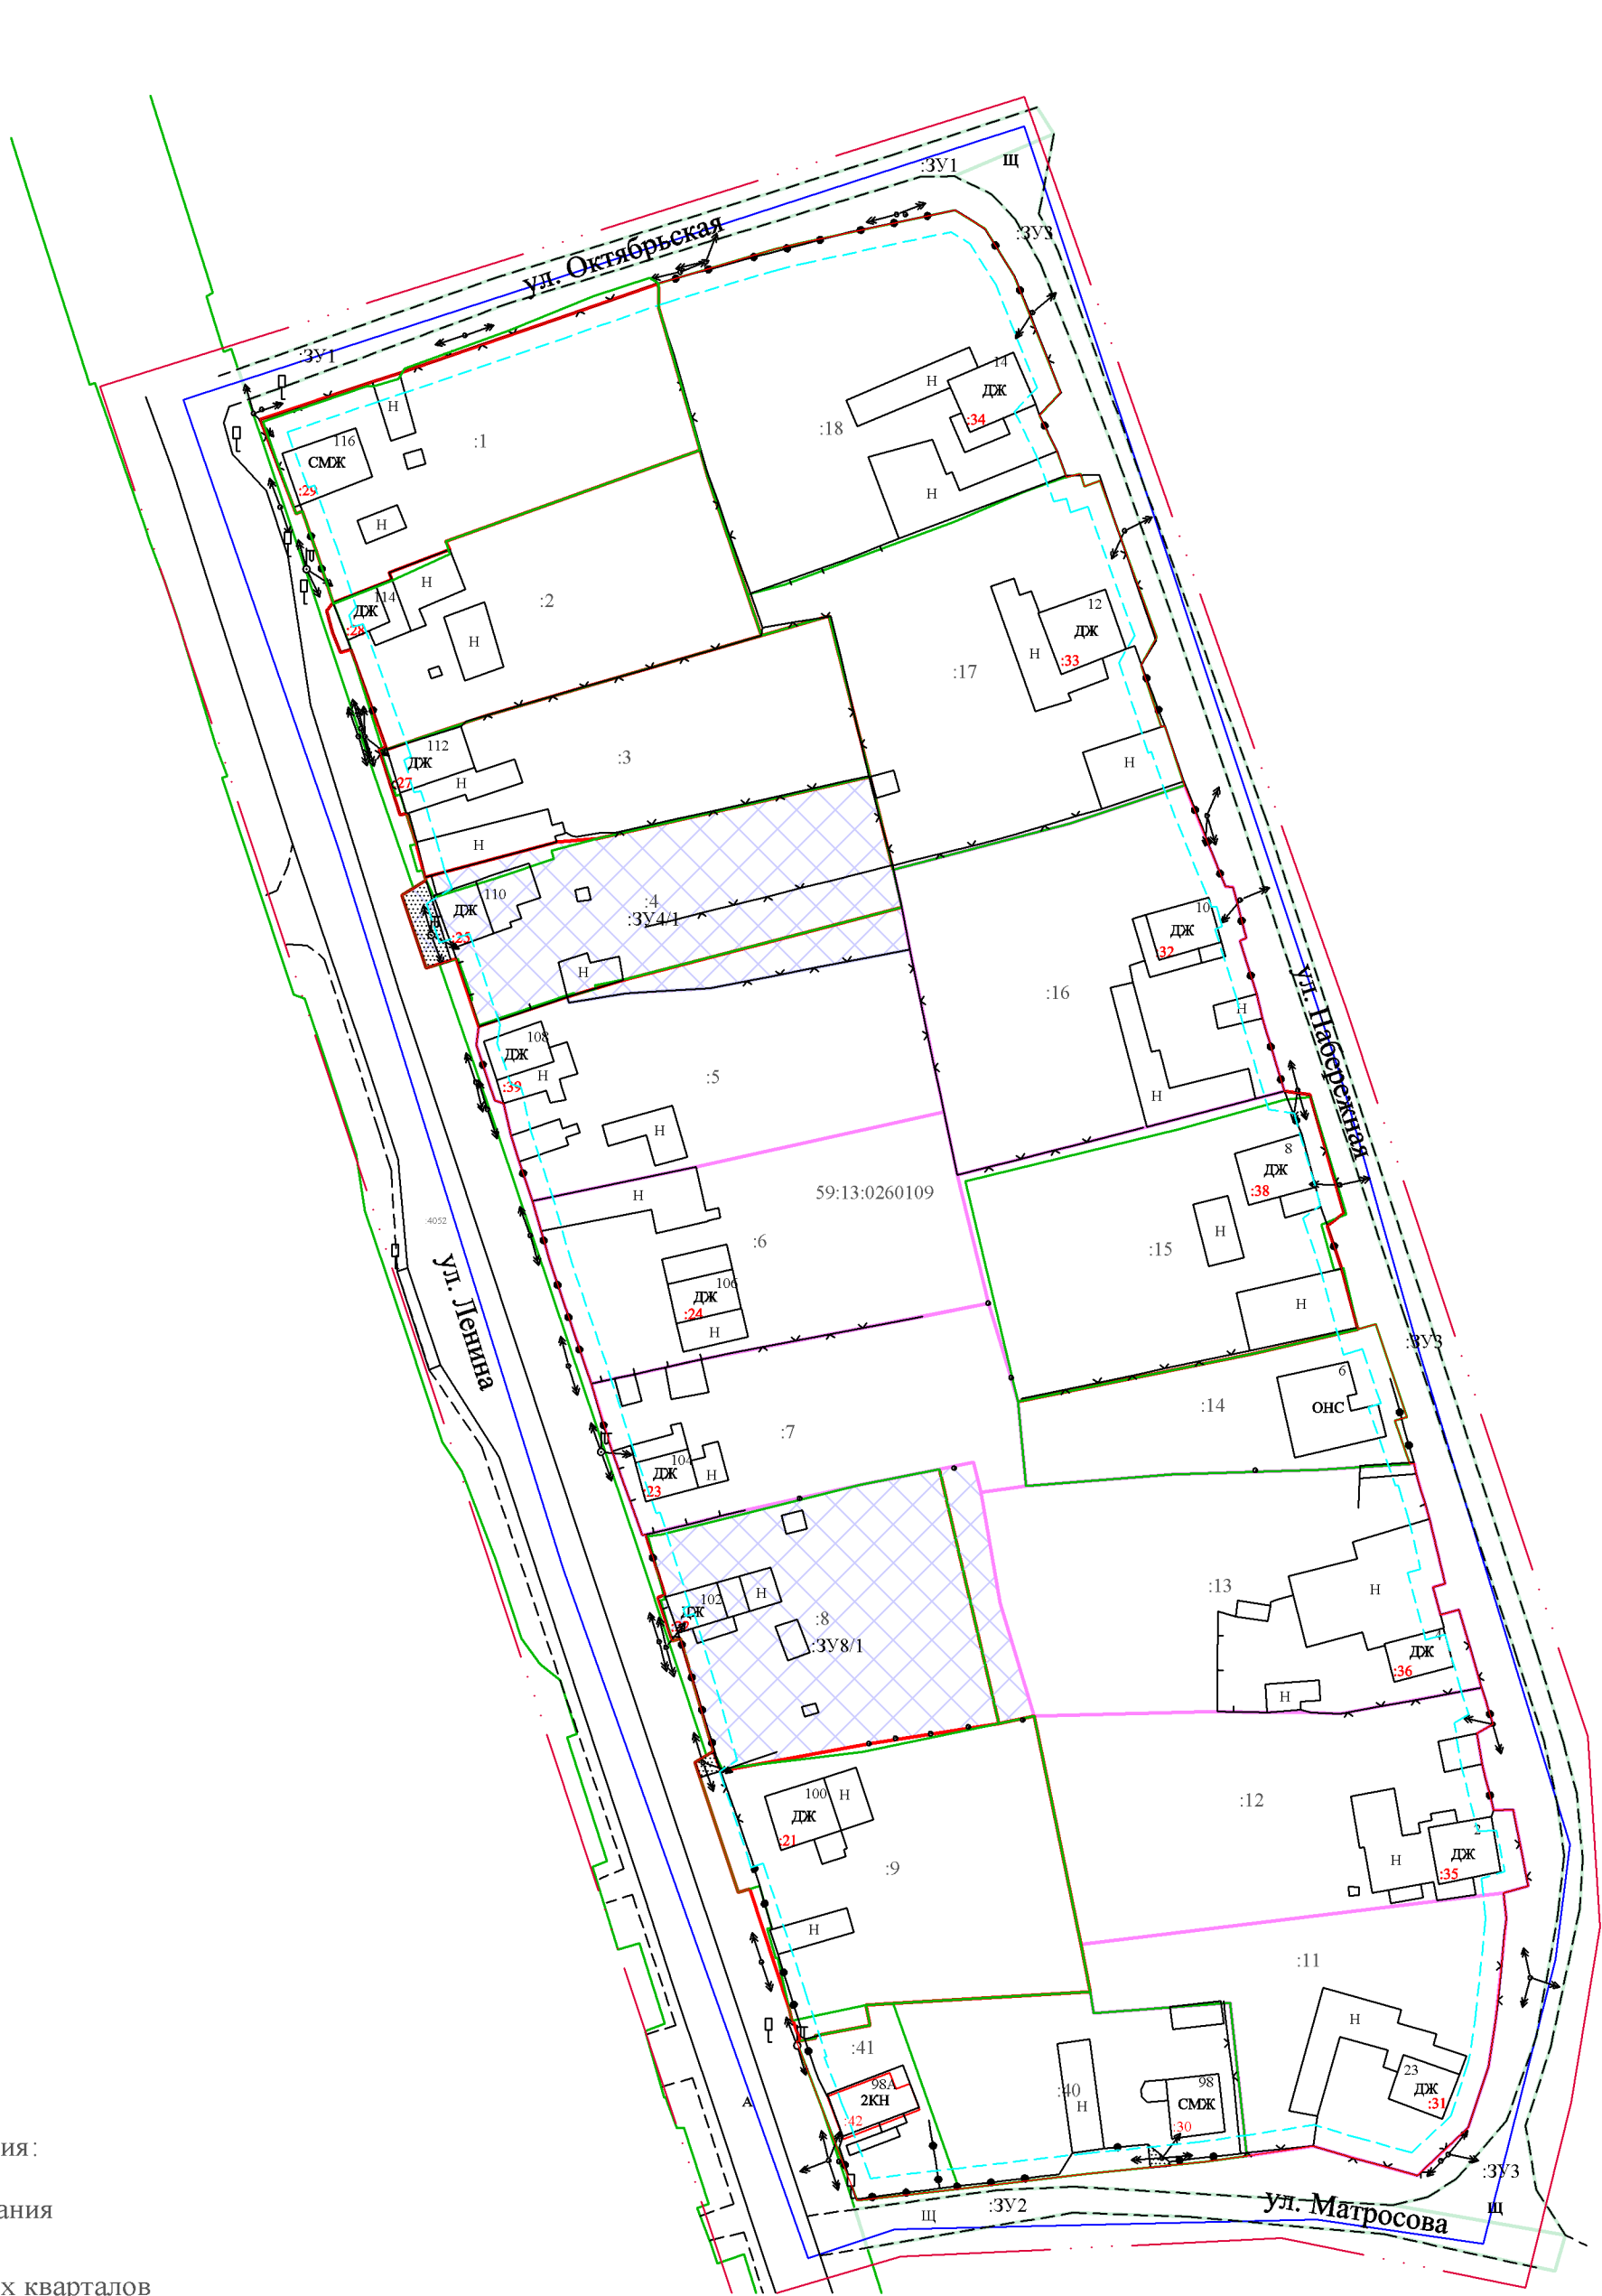 :ЗУ1
Щ
ул. Октябрьская
:ЗУ3
:ЗУ1
14
Н
ДЖ
:34
Н
:18
:1
116
СМЖ
:29
Н
Н
114
Н
ДЖ
:28
:2
12
ДЖ
Н
:33
Н
:17
112
ДЖ
:27
Н
:3
Н
Н
110
ДЖ
:25
:4
:ЗУ4/1
10
ДЖ
:32
Н
:16
Н
ул. Набережная
108
ДЖ
Н
:39
:5
Н
Н
8
ДЖ
:38
Н
59:13:0260109
:4052
:6
:15
ул. Ленина
106
ДЖ
:24
Н
Н
:ЗУ3
6
ОНС
:14
:7
104
ДЖ
Н
:23
:13
Н
102
ДЖ
Н
:22
:8
:ЗУ8/1
4
ДЖ
:36
Н
100
Н
ДЖ
:21
:12
2
ДЖ
Н
:35
:9
Н
:11
Н
:41
98А
2КН
:42
А
:40
Н
98
СМЖ
:30
23
ДЖ
:31
ия:
:ЗУ3
:ЗУ2
Щ
ул. Матросова
Щ
ания
х кварталов